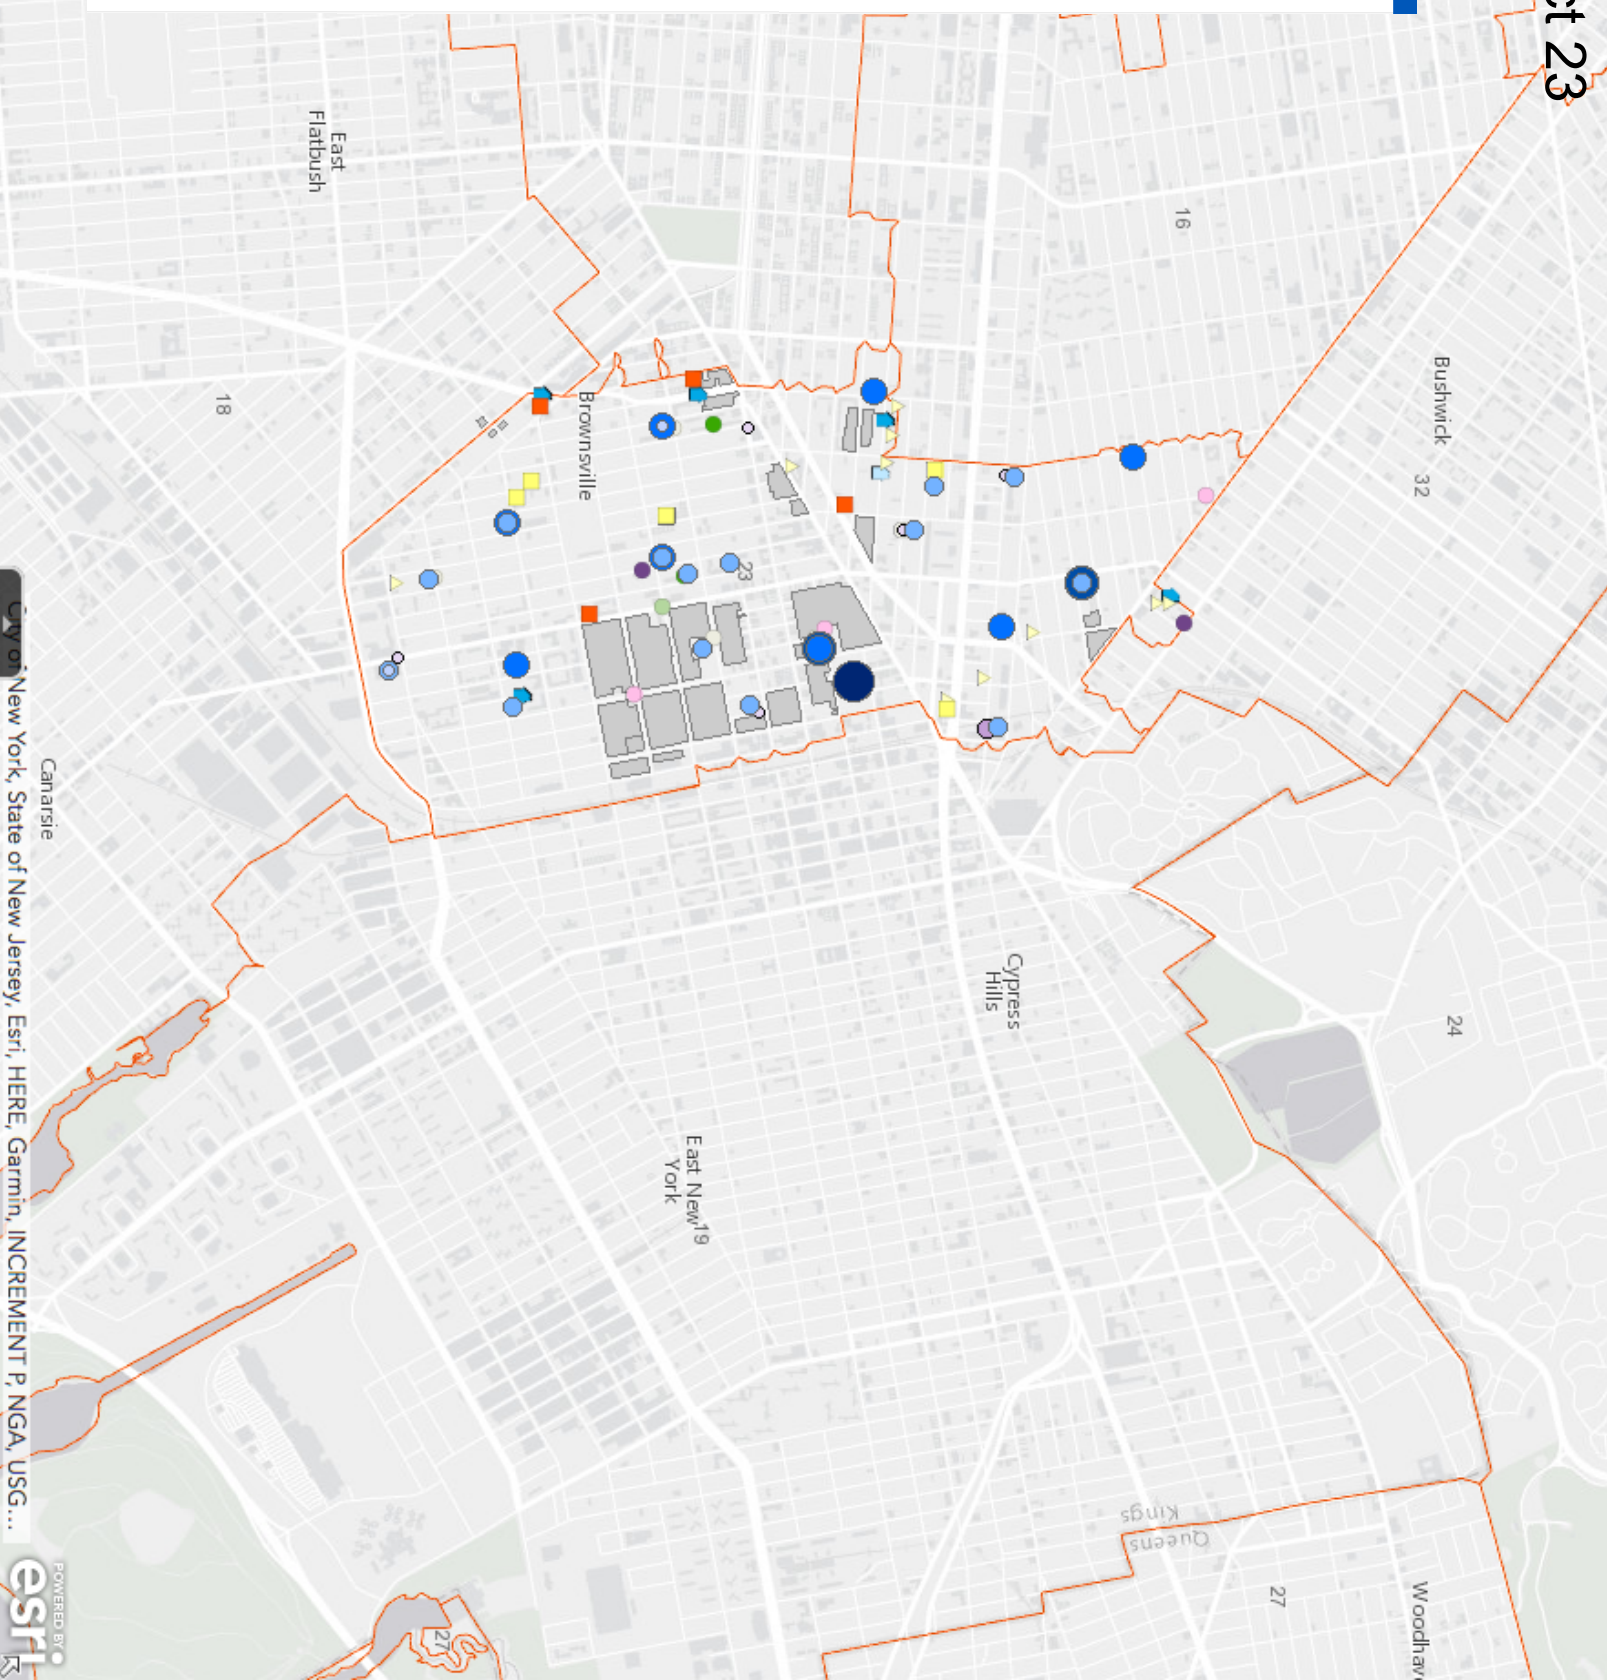 ct 23
16
Bushwick
32
East
Flatbush
18
Brownsville
23
Canarsie
Cypress
Hills
24
East New
York
19
Kings
Queens
27
Woodhav
27
City of New York, State of New Jersey, Esri, HERE, Garmin, INCREMENT P, NGA, USG...
POWERED BY
esri